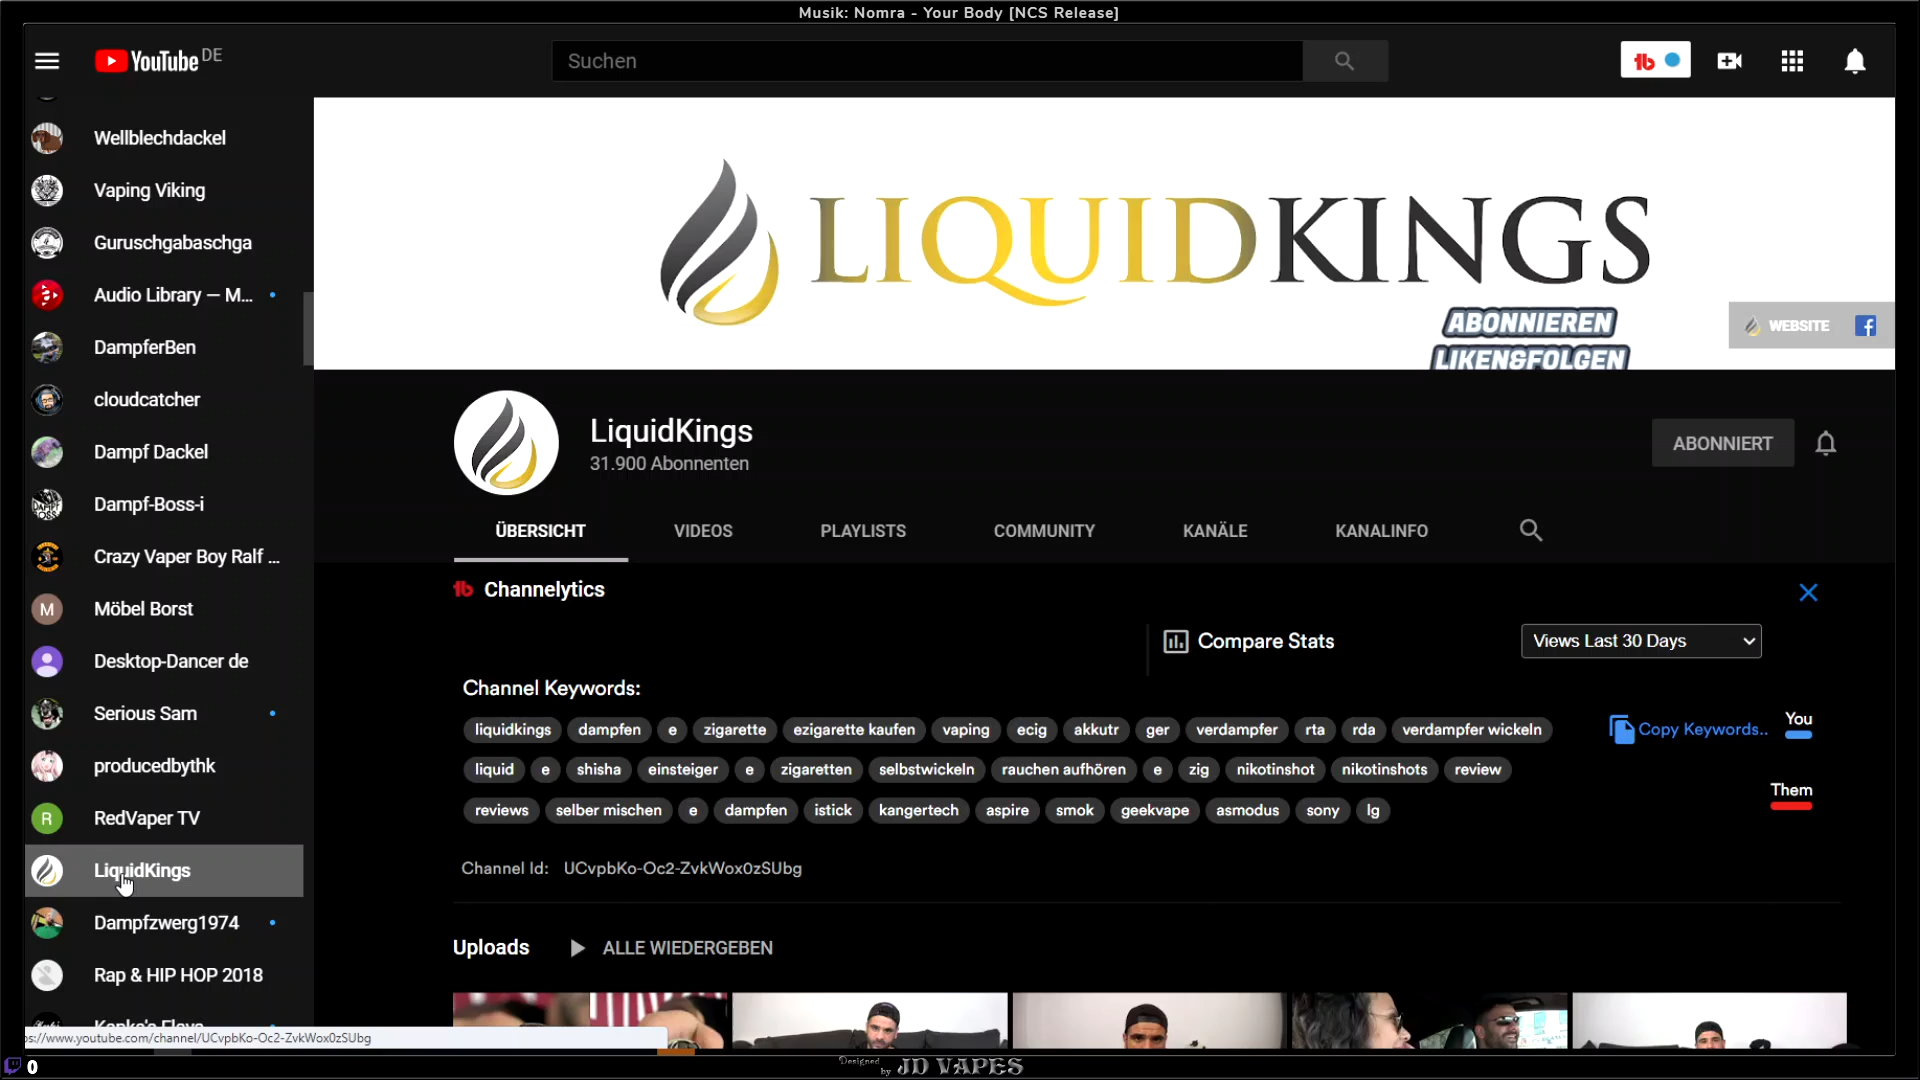 Musik: Nomra - Your Body [NCS Release]
YouTube DE
Suchen
Wellblechdackel
Vaping Viking
Guruschgabaschga
Audio Library — M...
DampferBen
cloudcatcher
Dampf Dackel
Dampf-Boss-i
Crazy Vaper Boy Ralf ...
M Möbel Borst
Desktop-Dancer de
Serious Sam
producedbythk
R RedVaper TV
LiquidKings
Dampfzwerg1974
Rap & HIP HOP 2018
LIQUIDKINGS
ABONNIEREN
LIKEN&FOLGEN
WEBSITE
LiquidKings
31.900 Abonnenten
ABONNIERT
ÜBERSICHT VIDEOS PLAYLISTS COMMUNITY KANÄLE KANALINFO
Channelytics
Compare Stats
Views Last 30 Days
Channel Keywords:
liquidkings dampfen e zigarette ezigarette kaufen vaping ecig akkutr ger verdampfer rta rda verdampfer wickeln
liquid e shisha einsteiger e zigaretten selbstwickeln rauchen aufhören e zig nikotinshot nikotinshots review
reviews selber mischen e dampfen istick kangertech aspire smok geekvape asmodus sony lg
Copy Keywords..
You
Them
Channel Id: UCvpbKo-Oc2-ZvkWox0zSUbg
Uploads ALLE WIEDERGEBEN
ps://www.youtube.com/channel/UCvpbKo-Oc2-ZvkWox0zSUbg
0
Designed by JD VAPES